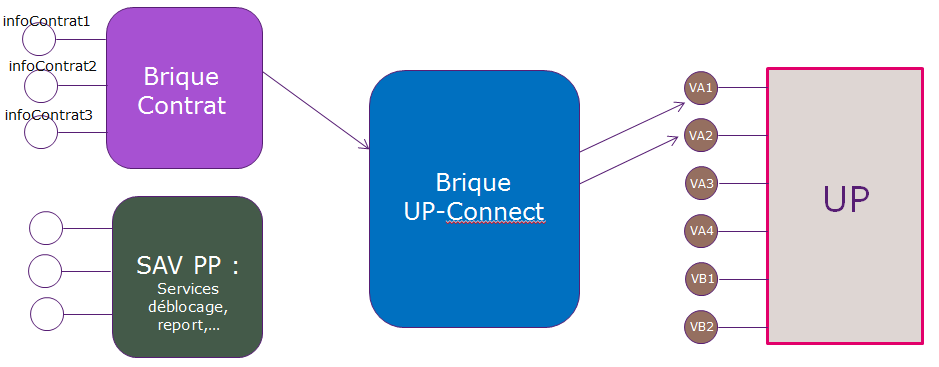 infoContrat1
infoContrat2
infoContrat3
Brique
Contrat
SAV PP :
Services
déblocage,
report,...
Brique
UP-Connect
VA1
VA2
VA3
VA4
VB1
VB2
UP